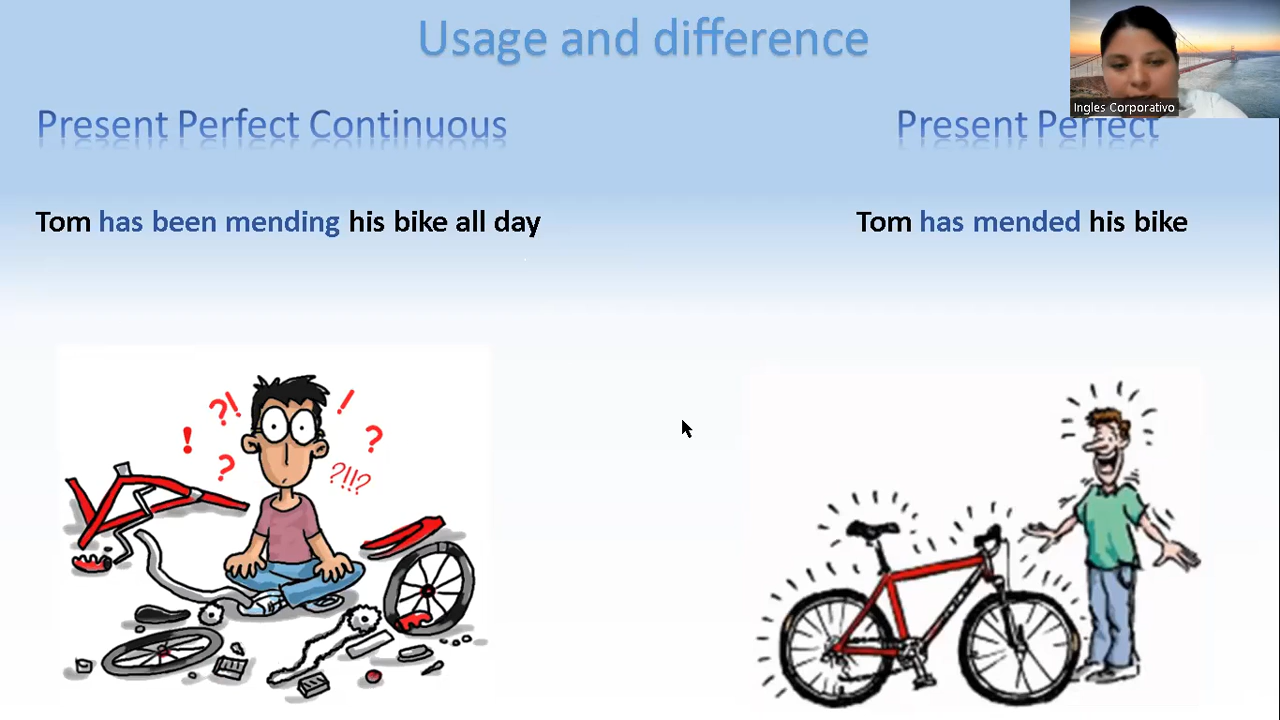 Usage and difference
Ingles Corporativo
Present Perfect Continuous
Present Perfect
Tom has been mending his bike all day
Tom has mended his bike
?!
!
!
?
?
?!!?